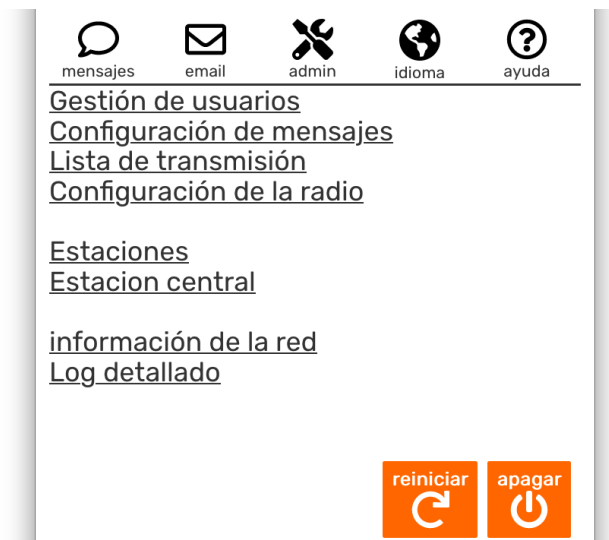 mensajes email admin idioma ayuda
Gestión de usuarios
Configuración de mensajes
Lista de transmisión
Configuración de la radio
Estaciones
Estacion central
información de la red
Log detallado
reiniciar apagar